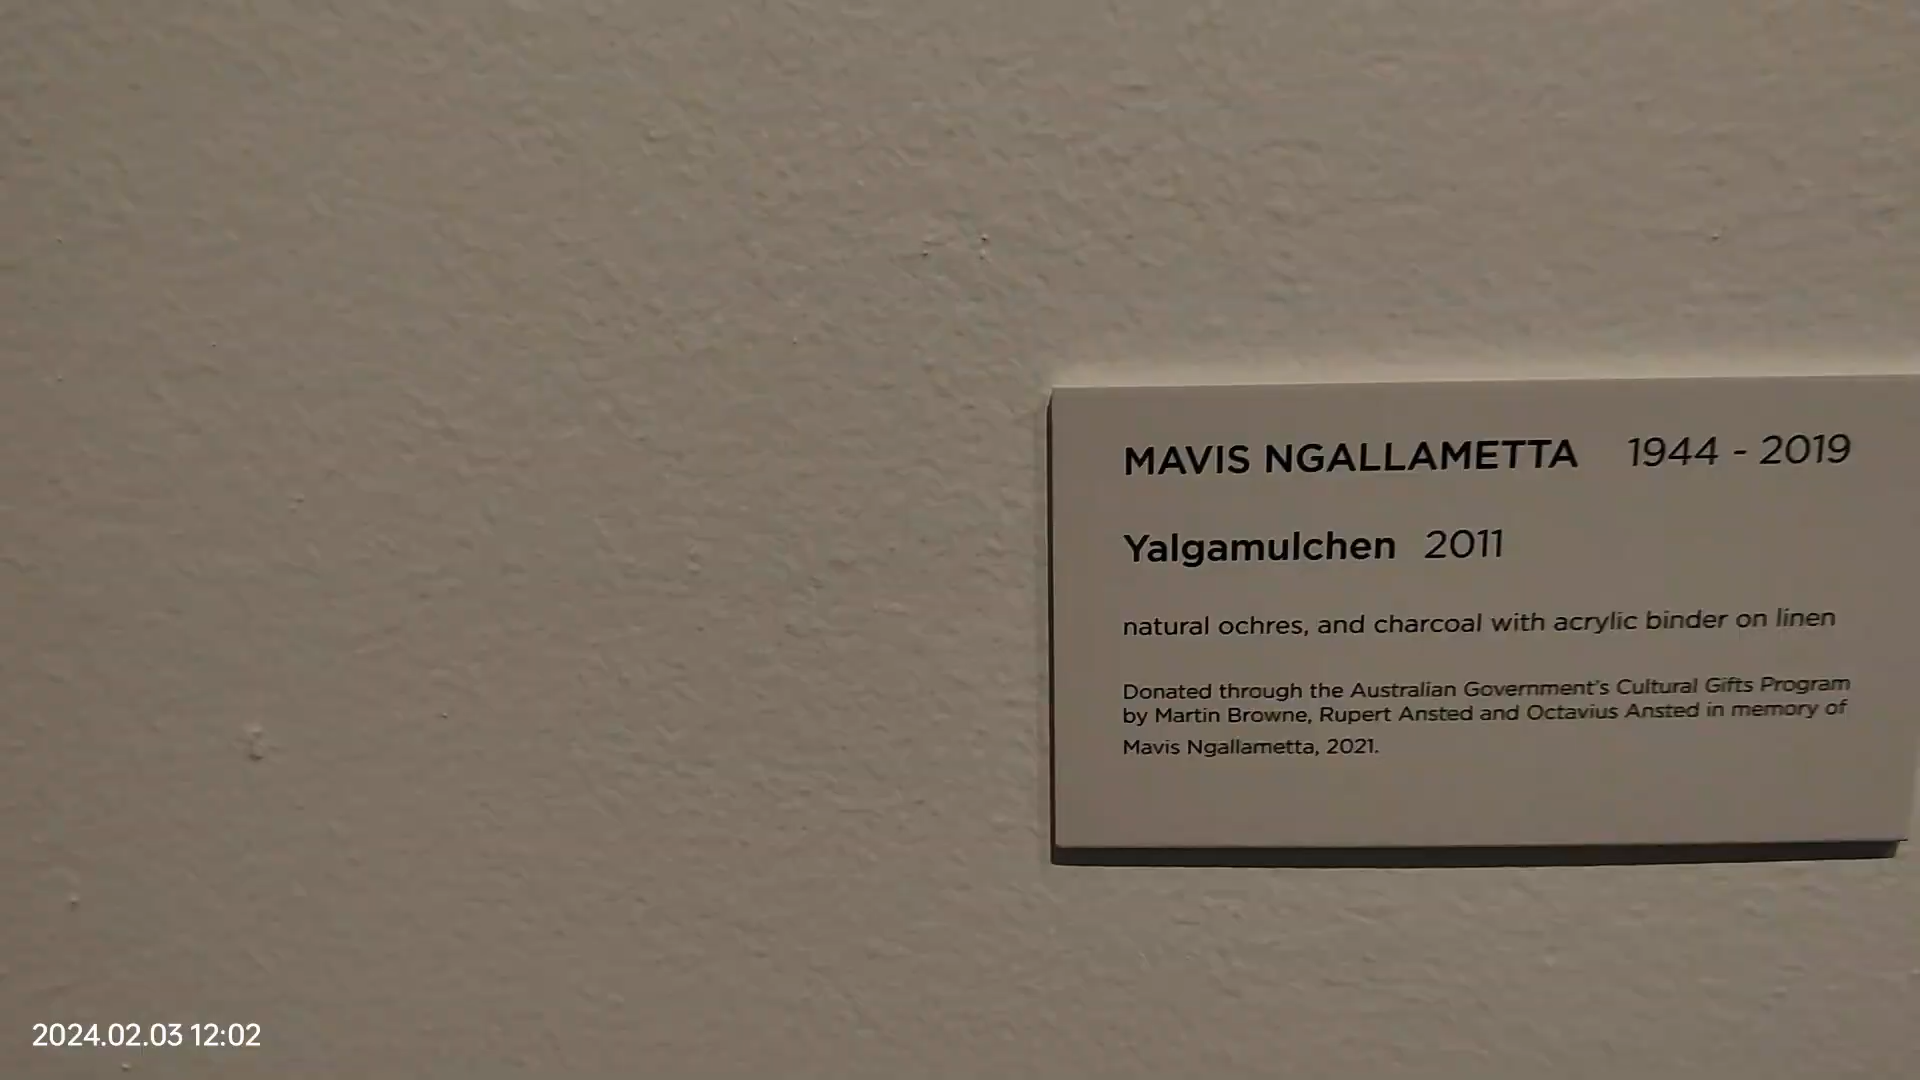 MAVIS NGALLAMETTA 1944 - 2019
Yalgamulchen 2011
natural ochres, and charcoal with acrylic binder on linen
Donated through the Australian Government's Cultural Gifts Program
by Martin Browne, Rupert Ansted and Octavius Ansted in memory of
Mavis Ngallametta, 2021.
2024.02.03 12:02